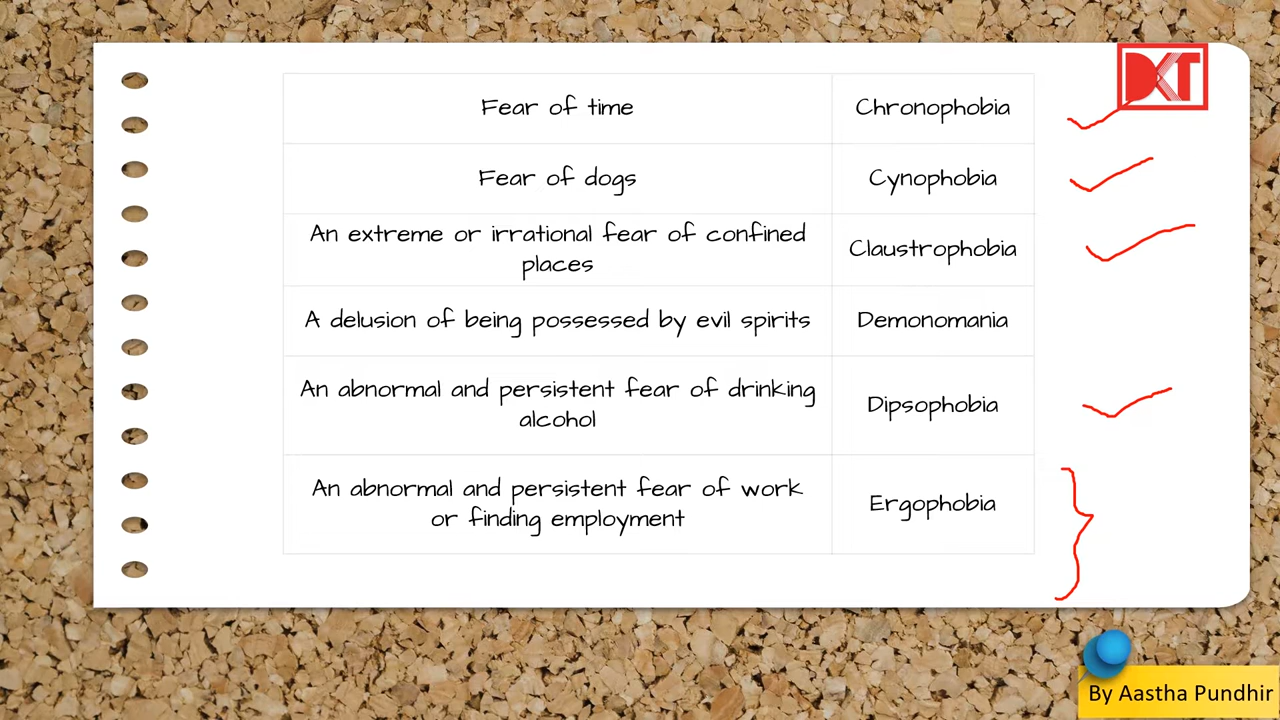 DKT
Fear of time
Chronophobia
Fear of dogs
Cynophobia
An extreme or irrational fear of confined
places
Claustrophobia
A delusion of being possessed by evil spirits
Demonomania
An abnormal and persistent fear of drinking
alcohol
Dipsophobia
An abnormal and persistent fear of work
or finding employment
Ergophobia
By Aastha Pundhir